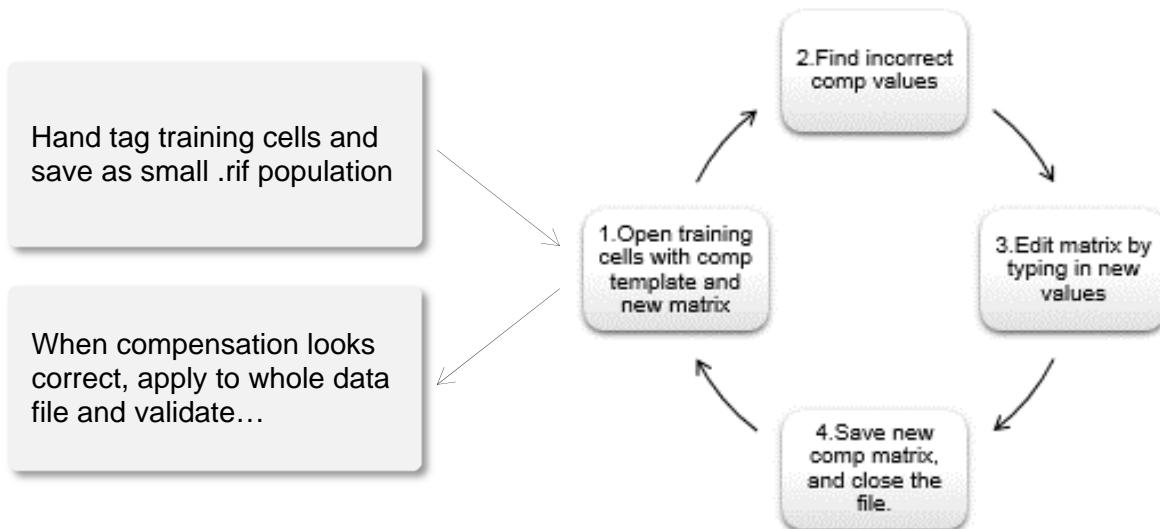 Hand tag training cells and
save as small .rif population
When compensation looks
correct, apply to whole data
file and validate…
1.Open training
cells with comp
template and
new matrix
2.Find incorrect
comp values
3.Edit matrix by
typing in new
values
4.Save new
comp matrix,
and close the
file.